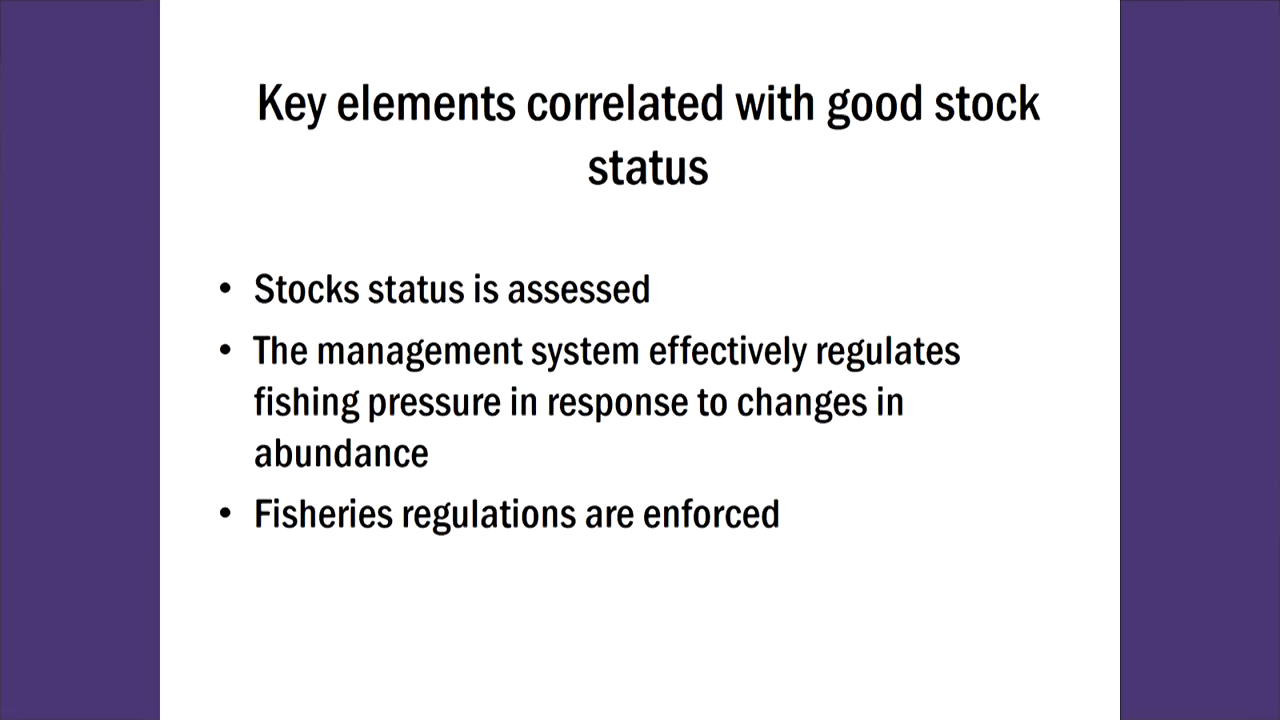 Key elements correlated with good stock
status
• Stocks status is assessed
• The management system effectively regulates
fishing pressure in response to changes in
abundance
• Fisheries regulations are enforced